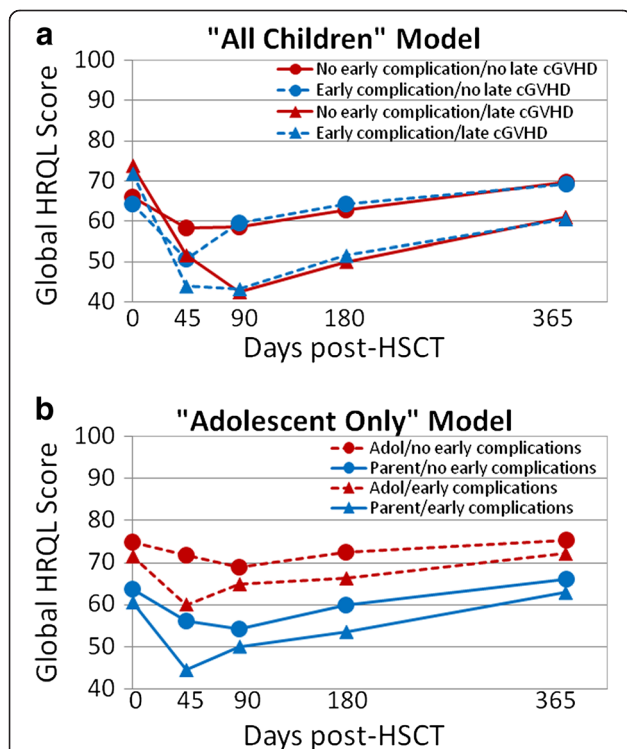 a
"All Children" Model
100
90
80
70
60
50
40
Global HRQL Score
No early complication/no late cGVHD
Early complication/no late cGVHD
No early complication/late cGVHD
Early complication/late cGVHD
0 45 90 180 365
Days post-HSCT
b
"Adolescent Only" Model
100
90
80
70
60
50
40
Global HRQL Score
Adol/no early complications
Parent/no early complications
Adol/early complications
Parent/early complications
0 45 90 180 365
Days post-HSCT